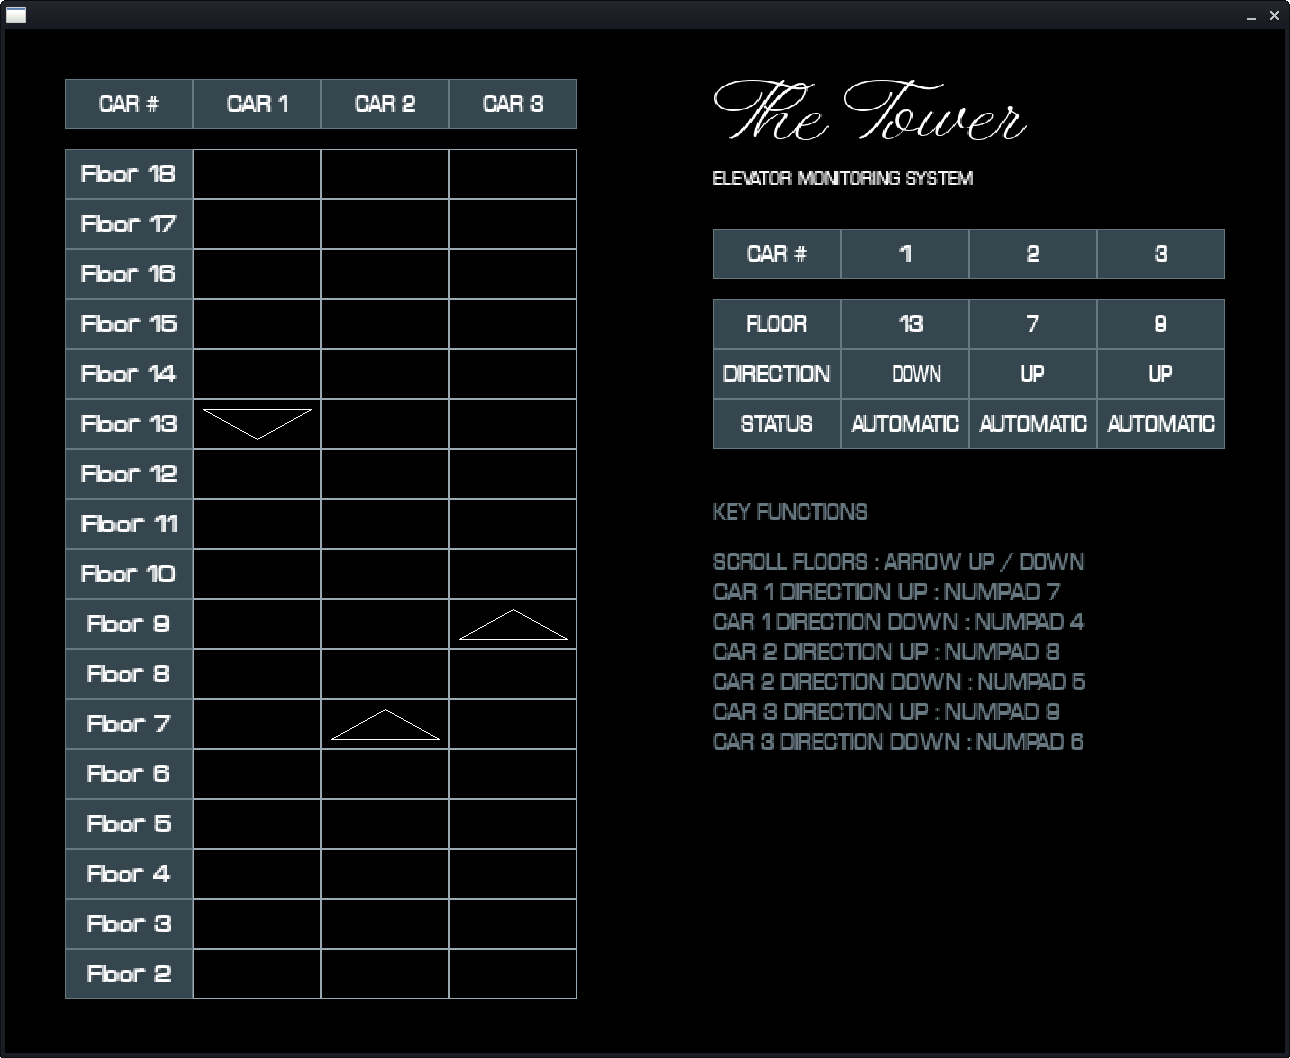 CAR # CAR 1 CAR 2 CAR 3
Floor 18
Floor 17
Floor 16
Floor 15
Floor 14
Floor 13
Floor 12
Floor 11
Floor 10
Floor 9
Floor 8
Floor 7
Floor 6
Floor 5
Floor 4
Floor 3
Floor 2
The Tower
ELEVATOR MONITORING SYSTEM
CAR # 1 2 3
FLOOR 13 7 9
DIRECTION DOWN UP UP
STATUS AUTOMATIC AUTOMATIC AUTOMATIC
KEY FUNCTIONS
SCROLL FLOORS : ARROW UP / DOWN
CAR 1 DIRECTION UP : NUMPAD 7
CAR 1 DIRECTION DOWN : NUMPAD 4
CAR 2 DIRECTION UP : NUMPAD 8
CAR 2 DIRECTION DOWN : NUMPAD 5
CAR 3 DIRECTION UP : NUMPAD 9
CAR 3 DIRECTION DOWN : NUMPAD 6